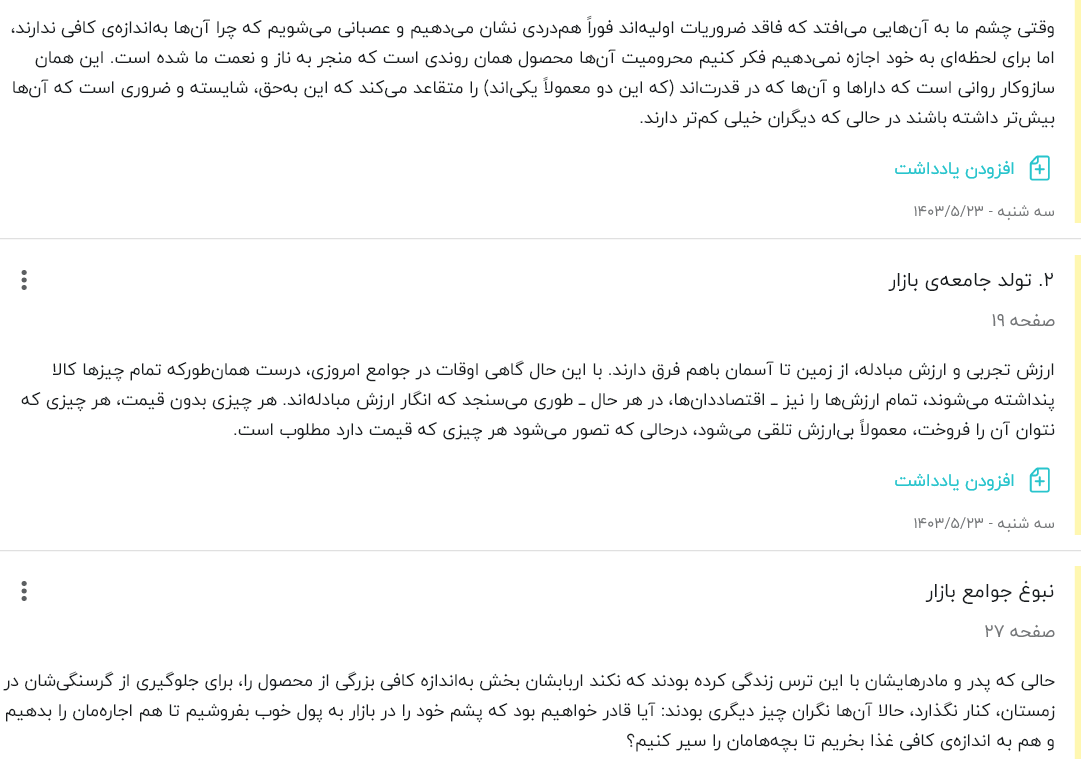 وقتی چشم ما به آن‌هایی می‌افتد که فاقد ضروریات اولیه‌اند فوراً هم‌دردی نشان می‌دهیم و عصبانی می‌شویم که چرا آن‌ها به‌اندازه‌ی کافی ندارند،
اما برای لحظه‌ای به خود اجازه نمی‌دهیم فکر کنیم محرومیت آن‌ها محصول همان روندی است که منجر به ناز و نعمت ما شده است. این همان
سازوکار روانی است که داراها و آن‌ها که در قدرت‌اند (که این دو معمولاً یکی‌اند) را متقاعد می‌کند که این به‌حق، شایسته و ضروری است که آن‌ها
بیش‌تر داشته باشند در حالی که دیگران خیلی کم‌تر دارند.
افزودن یادداشت
سه شنبه - ۱۴۰۳/۵/۲۳
۲. تولد جامعه‌ی بازار
صفحه ۱۹
ارزش تجربی و ارزش مبادله، از زمین تا آسمان باهم فرق دارند. با این حال گاهی اوقات در جوامع امروزی، درست همان‌طورکه تمام چیزها کالا
پنداشته می‌شوند، تمام ارزش‌ها را نیز ـ اقتصاددان‌ها، در هر حال ـ طوری می‌سنجد که انگار ارزش مبادله‌اند. هر چیزی بدون قیمت، هر چیزی که
نتوان آن را فروخت، معمولاً بی‌ارزش تلقی می‌شود، درحالی که تصور می‌شود هر چیزی که قیمت دارد مطلوب است.
افزودن یادداشت
سه شنبه - ۱۴۰۳/۵/۲۳
نبوغ جوامع بازار
صفحه ۲۷
حالی که پدر و مادرهایشان با این ترس زندگی کرده بودند که نکند اربابشان بخش به‌اندازه کافی بزرگی از محصول را، برای جلوگیری از گرسنگی‌شان در
زمستان، کنار نگذارد، حالا آن‌ها نگران چیز دیگری بودند: آیا قادر خواهیم بود که پشم خود را در بازار به پول خوب بفروشیم تا هم اجاره‌مان را بدهیم
و هم به اندازه‌ی کافی غذا بخریم تا بچه‌هامان را سیر کنیم؟